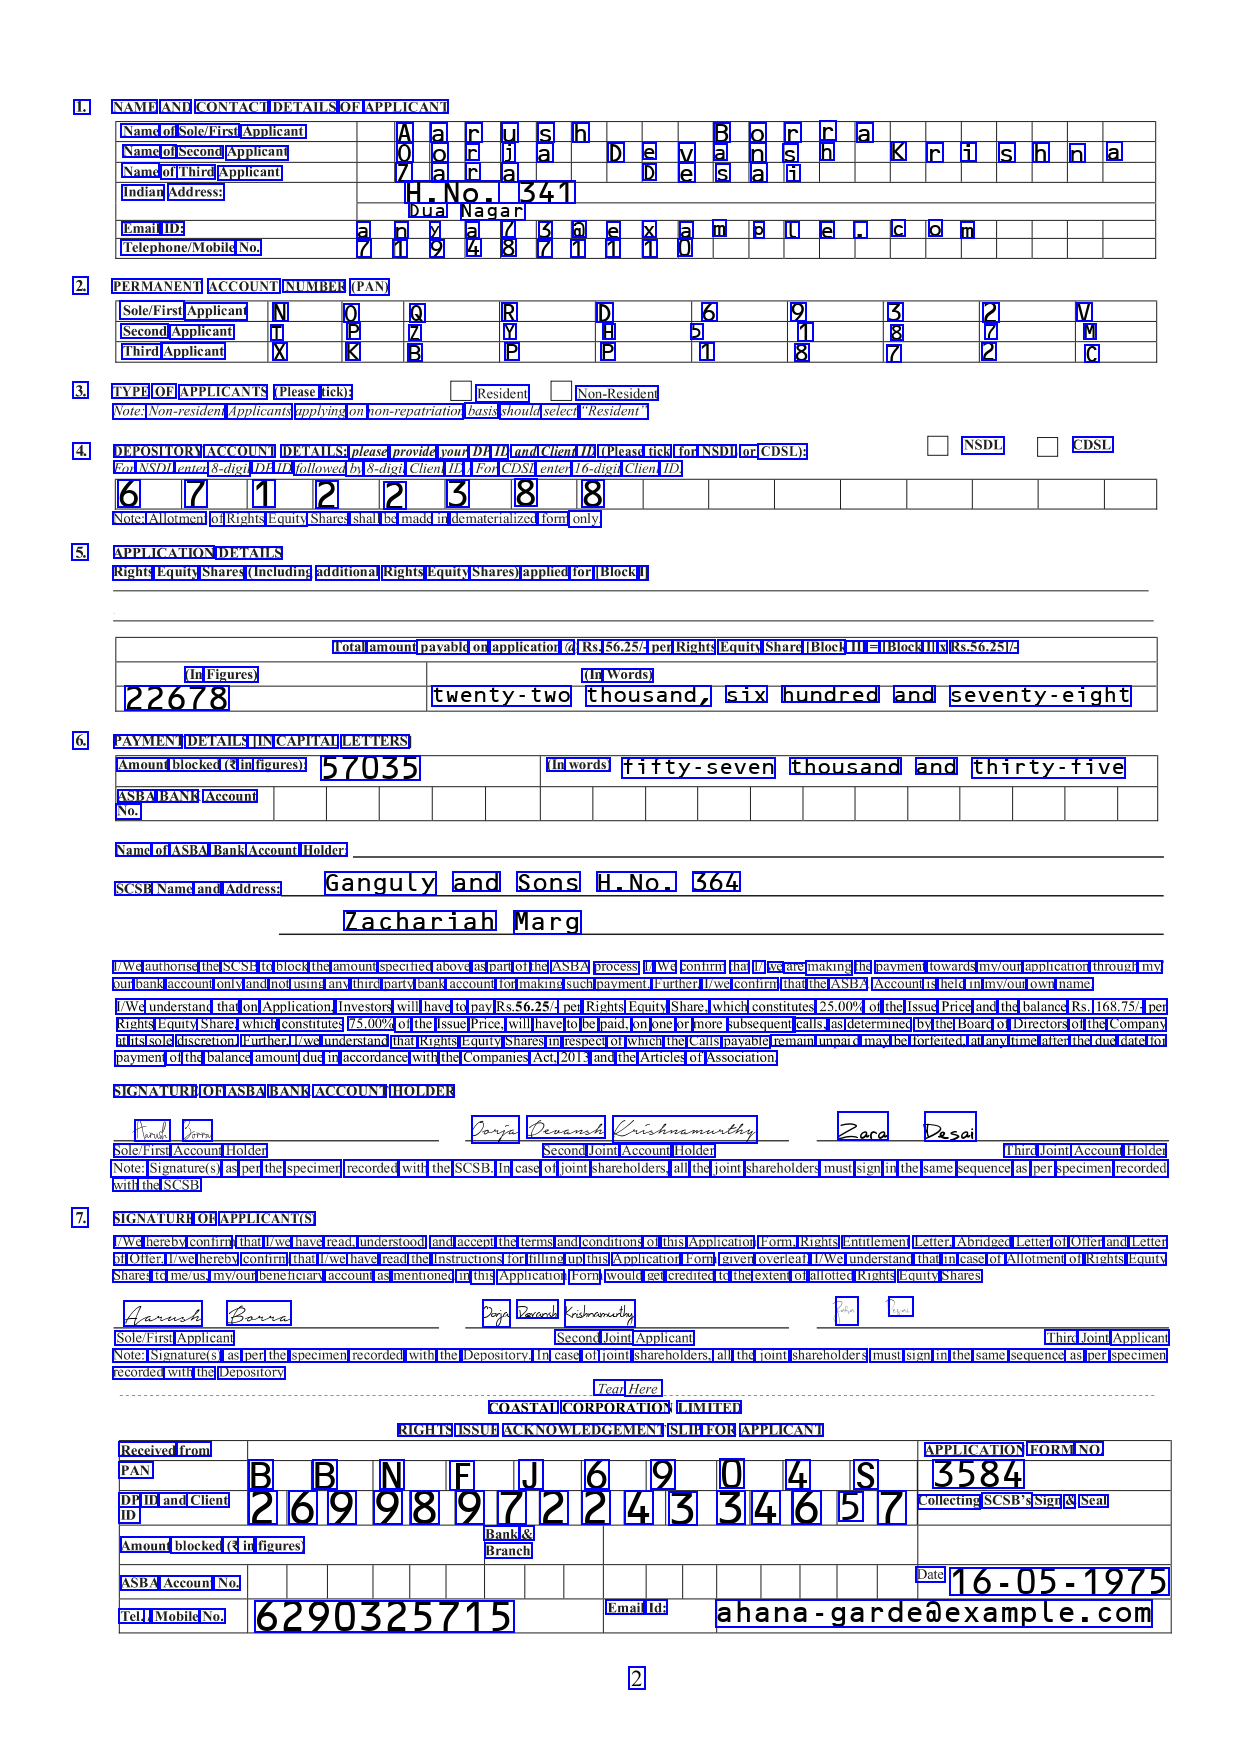 1. NAME AND CONTACT DETAILS OF APPLICANT
Name of Sole/First Applicant Aarush Borra
Name of Second Applicant Oorja Devansh Krishna
Name of Third Applicant Zara Desai
Indian Address: H.No. 341
Dua Nagar
Email ID: anya73@example.com
Telephone/Mobile No. 7194871110
2. PERMANENT ACCOUNT NUMBER (PAN)
Sole/First Applicant N O Q R D 6 9 3 2 V
Second Applicant T P Z Y H 5 1 8 7 M
Third Applicant X K B P P 1 8 7 2 C
3. TYPE OF APPLICANTS (Please tick): Resident Non-Resident
Note: Non-resident Applicants applying on non-repatriation basis should select "Resident"
4. DEPOSITORY ACCOUNT DETAILS: please provide your DP ID and Client ID (Please tick for NSDL or CDSL): NSDL CDSL
For NSDL enter 8-digit DP ID followed by 8-digit Client ID / For CDSL enter 16-digit Client ID.
6 7 1 2 2 3 8 8
Note: Allotment of Rights Equity Shares shall be made in dematerialized form only.
5. APPLICATION DETAILS
Rights Equity Shares (Including additional Rights Equity Shares) applied for [Block I]
Total amount payable on application @ Rs. 56.25/- per Rights Equity Share [Block II] = [Block I] x Rs.56.25]/-
(In Figures) (In Words)
22678 twenty-two thousand, six hundred and seventy-eight
6. PAYMENT DETAILS [IN CAPITAL LETTERS]
Amount blocked (₹ in figures): 57035 (In words) fifty-seven thousand and thirty-five
ASBA BANK Account
No.
Name of ASBA Bank Account Holder:
SCSB Name and Address: Ganguly and Sons H.No. 364
Zachariah Marg
I/We authorise the SCSB to block the amount specified above as part of the ASBA process. I/We confirm that I/ we are making the payment towards my/our application through my/
our bank account only and not using any third party bank account for making such payment. Further, I/we confirm that the ASBA Account is held in my/our own name.
I/We understand that on Application, Investors will have to pay Rs.56.25/- per Rights Equity Share, which constitutes 25.00% of the Issue Price and the balance Rs. 168.75/- per
Rights Equity Share, which constitutes 75.00% of the Issue Price, will have to be paid, on one or more subsequent calls, as determined by the Board of Directors of the Company
at its sole discretion. Further, I/we understand that Rights Equity Shares in respect of which the Calls payable remain unpaid may be forfeited, at any time after the due date for
payment of the balance amount due in accordance with the Companies Act, 2013 and the Articles of Association.
SIGNATURE OF ASBA BANK ACCOUNT HOLDER
Aarush Borra Oorja Devansh Krishnamurthy Zara Desai
Sole/First Account Holder Second Joint Account Holder Third Joint Account Holder
Note: Signature(s) as per the specimen recorded with the SCSB. In case of joint shareholders, all the joint shareholders must sign in the same sequence as per specimen recorded
with the SCSB
7. SIGNATURE OF APPLICANT(S)
I/We hereby confirm that I/we have read, understood and accept the terms and conditions of this Application Form, Rights Entitlement Letter, Abridged Letter of Offer and Letter
of Offer. I/we hereby confirm that I/we have read the Instructions for filling up this Application Form given overleaf. I/We understand that in case of Allotment of Rights Equity
Shares to me/us, my/our beneficiary account as mentioned in this Application Form would get credited to the extent of allotted Rights Equity Shares
Aarush Borra Oorja Devansh Krishnamurthy
Sole/First Applicant Second Joint Applicant Third Joint Applicant
Note: Signature(s) as per the specimen recorded with the Depository. In case of joint shareholders, all the joint shareholders must sign in the same sequence as per specimen
recorded with the Depository
Tear Here
COASTAL CORPORATION LIMITED
RIGHTS ISSUE ACKNOWLEDGEMENT SLIP FOR APPLICANT
Received from APPLICATION FORM NO.
PAN B B N F J 6 9 0 4 S 3584
DP ID and Client
ID 2 6 9 9 8 9 7 2 2 4 3 3 4 6 5 7 Collecting SCSB's Sign & Seal
Amount blocked (₹ in figures) Bank &
Branch
ASBA Account No. Date 16-05-1975
Tel./ Mobile No. 6290325715 Email Id: ahana-garde@example.com
2